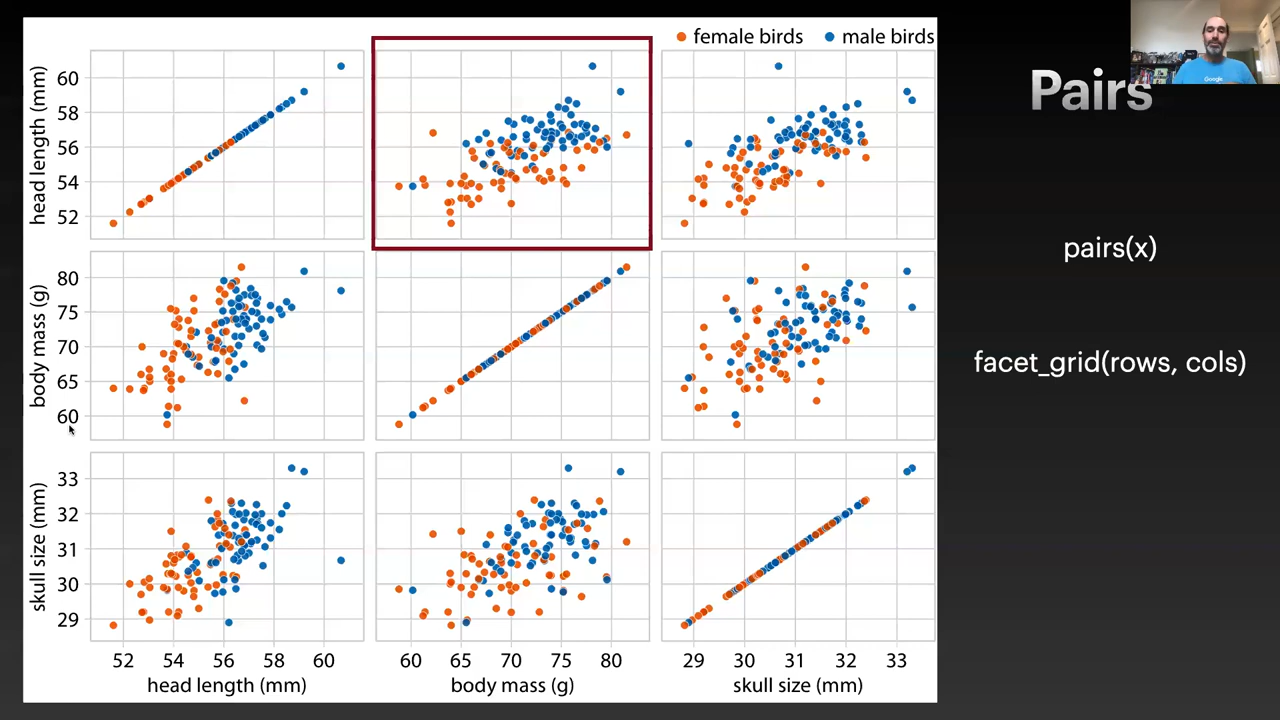 female birds
male birds
head length (mm)
60
58
56
54
52
body mass (g)
80
75
70
65
60
skull size (mm)
33
32
31
30
29
52 54 56 58 60
60 65 70 75 80
29 30 31 32 33
head length (mm)
body mass (g)
skull size (mm)
Google
Pairs
pairs(x)
facet_grid(rows, cols)